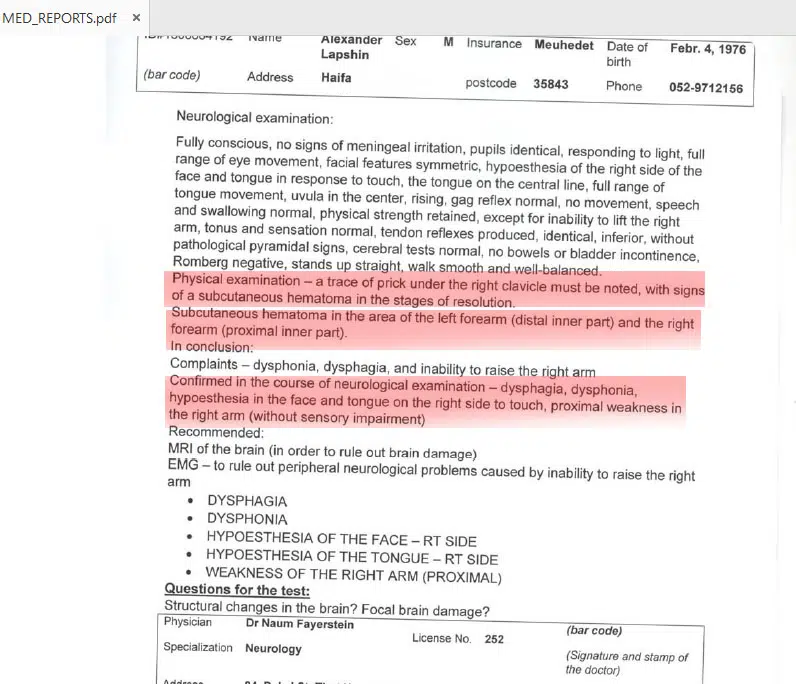 MED_REPORTS.pdf ×
Name Alexander Sex M Insurance Meuhedet Date of Febr. 4, 1976
Lapshin birth
(bar code) Address Haifa postcode 35843 Phone 052-9712156
Neurological examination:
Fully conscious, no signs of meningeal irritation, pupils identical, responding to light, full
range of eye movement, facial features symmetric, hypoesthesia of the right side of the
face and tongue in response to touch, the tongue on the central line, full range of
tongue movement, uvula in the center, rising, gag reflex normal, no movement, speech
and swallowing normal, physical strength retained, except for inability to lift the right
arm, tonus and sensation normal, tendon reflexes produced, identical, inferior, without
pathological pyramidal signs, cerebral tests normal, no bowels or bladder incontinence,
Romberg negative, stands up straight, walk smooth and well-balanced.
Physical examination – a trace of prick under the right clavicle must be noted, with signs
of a subcutaneous hematoma in the stages of resolution.
Subcutaneous hematoma in the area of the left forearm (distal inner part) and the right
forearm (proximal inner part).
In conclusion:
Complaints – dysphonia, dysphagia, and inability to raise the right arm
Confirmed in the course of neurological examination – dysphagia, dysphonia,
hypoesthesia in the face and tongue on the right side to touch, proximal weakness in
the right arm (without sensory impairment)
Recommended:
MRI of the brain (in order to rule out brain damage)
EMG – to rule out peripheral neurological problems caused by inability to raise the right
arm
• DYSPHAGIA
• DYSPHONIA
• HYPOESTHESIA OF THE FACE – RT SIDE
• HYPOESTHESIA OF THE TONGUE – RT SIDE
• WEAKNESS OF THE RIGHT ARM (PROXIMAL)
Questions for the test:
Structural changes in the brain? Focal brain damage?
Physician Dr Naum Fayerstein License No. 252 (bar code)
Specialization Neurology (Signature and stamp of
the doctor)